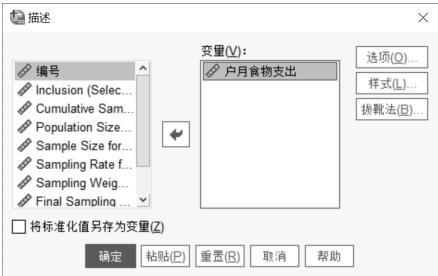 描述
变量(V)：
编号
Inclusion (Selec...
Cumulative Sam...
Population Size...
Sample Size for...
Sampling Rate f...
Sampling Weig...
Final Sampling ...
户月食物支出
选项(O)...
样式(L)...
拔靴法(B)...
将标准化值另存为变量(Z)
确定
粘贴(P)
重置(R)
取消
帮助